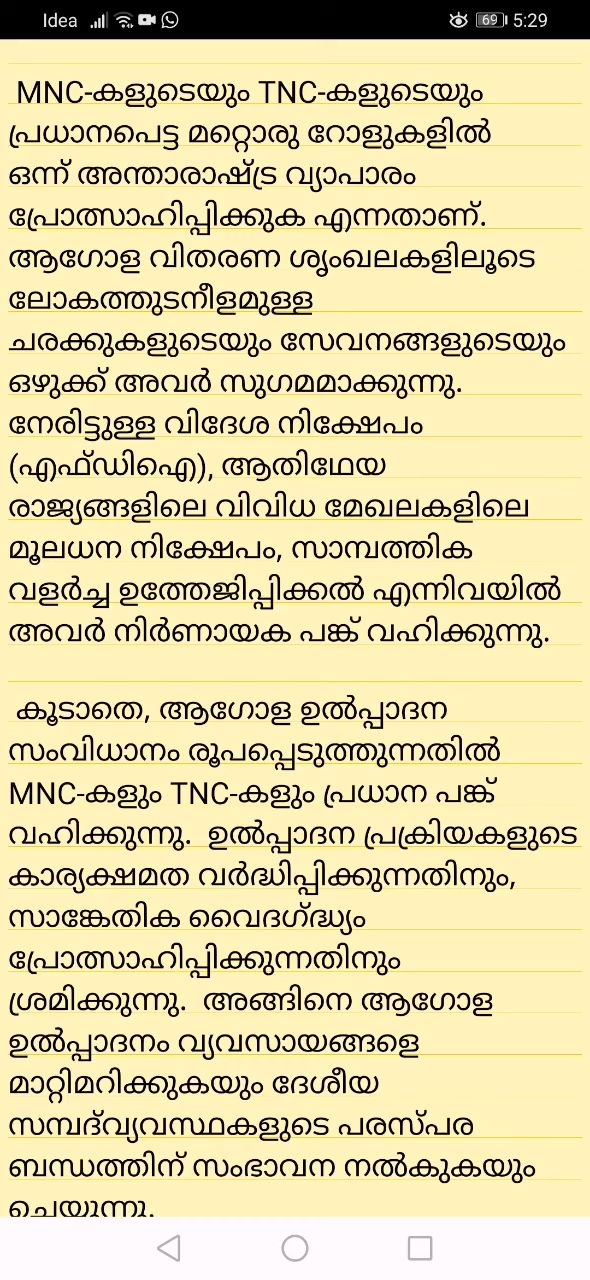 Idea 69 5:29
MNC-കളുടെയും TNC-കളുടെയും
പ്രധാനപെട്ട മറ്റൊരു റോളുകളിൽ
ഒന്ന് അന്താരാഷ്ട്ര വ്യാപാരം
പ്രോത്സാഹിപ്പിക്കുക എന്നതാണ്.
ആഗോള വിതരണ ശൃംഖലകളിലൂടെ
ലോകത്തുടനീളമുള്ള
ചരക്കുകളുടെയും സേവനങ്ങളുടെയും
ഒഴുക്ക് അവർ സുഗമമാക്കുന്നു.
നേരിട്ടുള്ള വിദേശ നിക്ഷേപം
(എഫ്ഡിഐ), ആതിഥേയ
രാജ്യങ്ങളിലെ വിവിധ മേഖലകളിലെ
മൂലധന നിക്ഷേപം, സാമ്പത്തിക
വളർച്ച ഉത്തേജിപ്പിക്കൽ എന്നിവയിൽ
അവർ നിർണായക പങ്ക് വഹിക്കുന്നു.
കൂടാതെ, ആഗോള ഉൽപ്പാദന
സംവിധാനം രൂപപ്പെടുത്തുന്നതിൽ
MNC-കളും TNC-കളും പ്രധാന പങ്ക്
വഹിക്കുന്നു. ഉൽപ്പാദന പ്രക്രിയകളുടെ
കാര്യക്ഷമത വർദ്ധിപ്പിക്കുന്നതിനും,
സാങ്കേതിക വൈദഗ്ദ്ധ്യം
പ്രോത്സാഹിപ്പിക്കുന്നതിനും
ശ്രമിക്കുന്നു. അങ്ങിനെ ആഗോള
ഉൽപ്പാദനം വ്യവസായങ്ങളെ
മാറ്റിമറിക്കുകയും ദേശീയ
സമ്പദ്‌വ്യവസ്ഥകളുടെ പരസ്പര
ബന്ധത്തിന് സംഭാവന നൽകുകയും
ചെയ്യുന്നു.